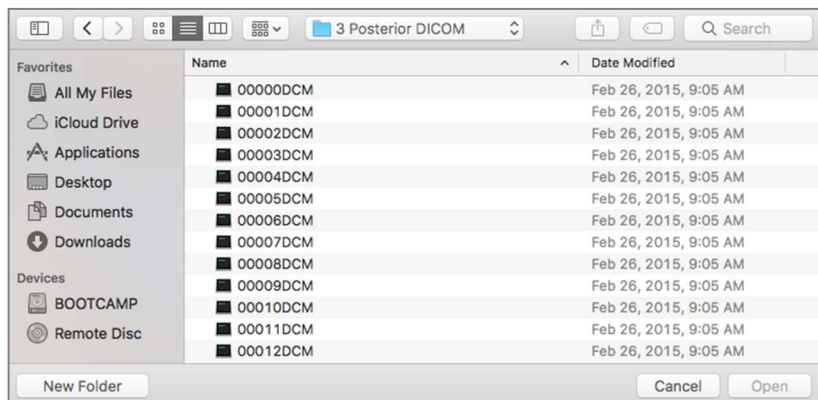 3 Posterior DICOM
Search
Favorites
All My Files
iCloud Drive
Applications
Desktop
Documents
Downloads
Devices
BOOTCAMP
Remote Disc
Name Date Modified
00000DCM Feb 26, 2015, 9:05 AM
00001DCM Feb 26, 2015, 9:05 AM
00002DCM Feb 26, 2015, 9:05 AM
00003DCM Feb 26, 2015, 9:05 AM
00004DCM Feb 26, 2015, 9:05 AM
00005DCM Feb 26, 2015, 9:05 AM
00006DCM Feb 26, 2015, 9:05 AM
00007DCM Feb 26, 2015, 9:05 AM
00008DCM Feb 26, 2015, 9:05 AM
00009DCM Feb 26, 2015, 9:05 AM
00010DCM Feb 26, 2015, 9:05 AM
00011DCM Feb 26, 2015, 9:05 AM
00012DCM Feb 26, 2015, 9:05 AM
New Folder
Cancel
Open